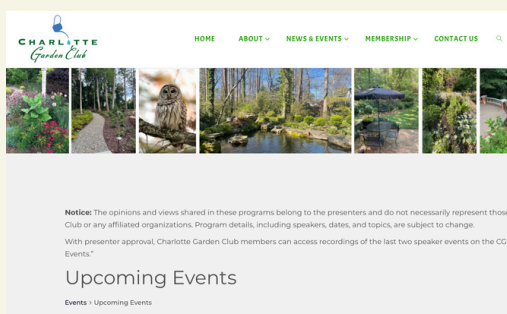 CHARLOTTE
Garden Club
HOME ABOUT NEWS & EVENTS MEMBERSHIP CONTACT US
Notice: The opinions and views shared in these programs belong to the presenters and do not necessarily represent those
Club or any affiliated organizations. Program details, including speakers, dates, and topics, are subject to change.
With presenter approval, Charlotte Garden Club members can access recordings of the last two speaker events on the CG
Events.”
Upcoming Events
Events › Upcoming Events